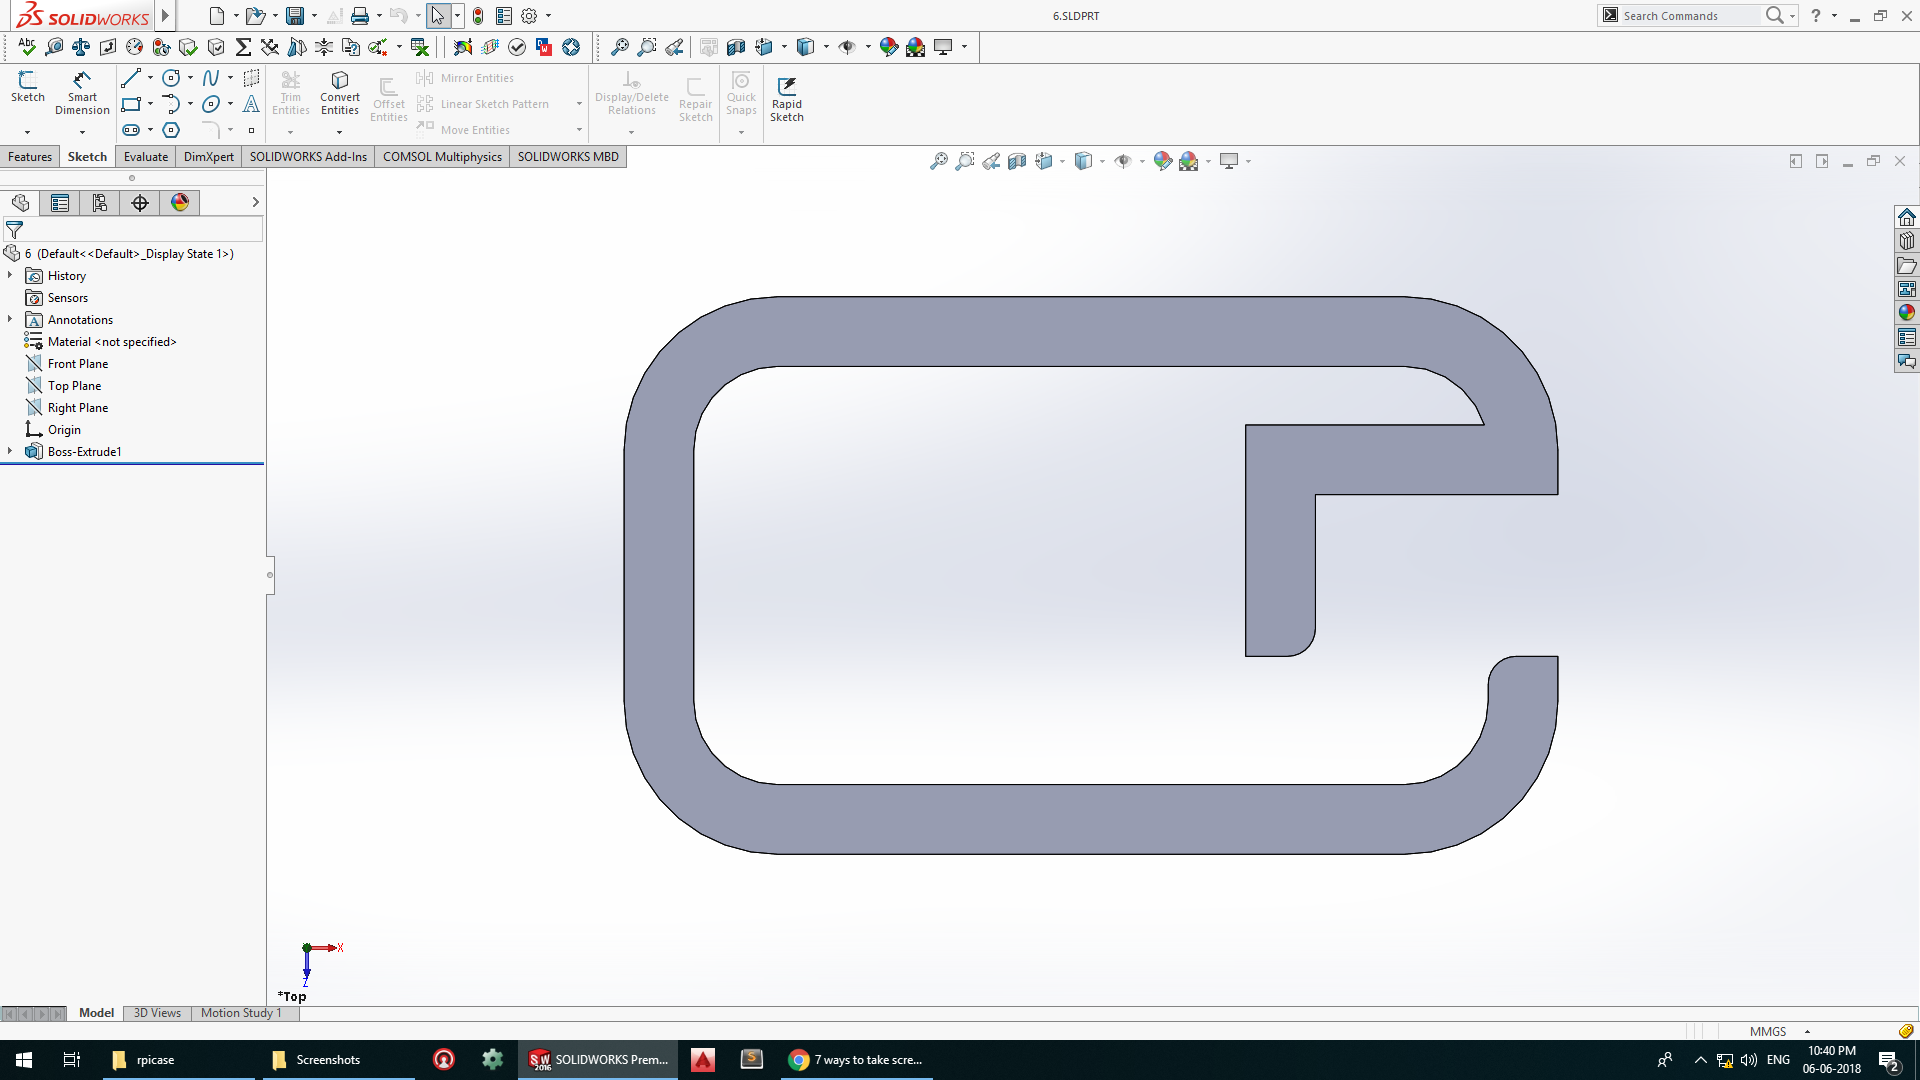 SOLIDWORKS
6.SLDPRT
Search Commands
?
Abc
Sketch
Smart Dimension
Trim Entities
Convert Entities
Offset Entities
Mirror Entities
Linear Sketch Pattern
Move Entities
Display/Delete Relations
Repair Sketch
Quick Snaps
Rapid Sketch
Features
Sketch
Evaluate
DimXpert
SOLIDWORKS Add-Ins
COMSOL Multiphysics
SOLIDWORKS MBD
6 (Default<<Default>_Display State 1>)
History
Sensors
Annotations
Material <not specified>
Front Plane
Top Plane
Right Plane
Origin
Boss-Extrude1
X
Z
*Top
Model
3D Views
Motion Study 1
MMGS
rpicase
Screenshots
SW 2016
SOLIDWORKS Prem...
7 ways to take scre...
ENG
10:40 PM
06-06-2018
2